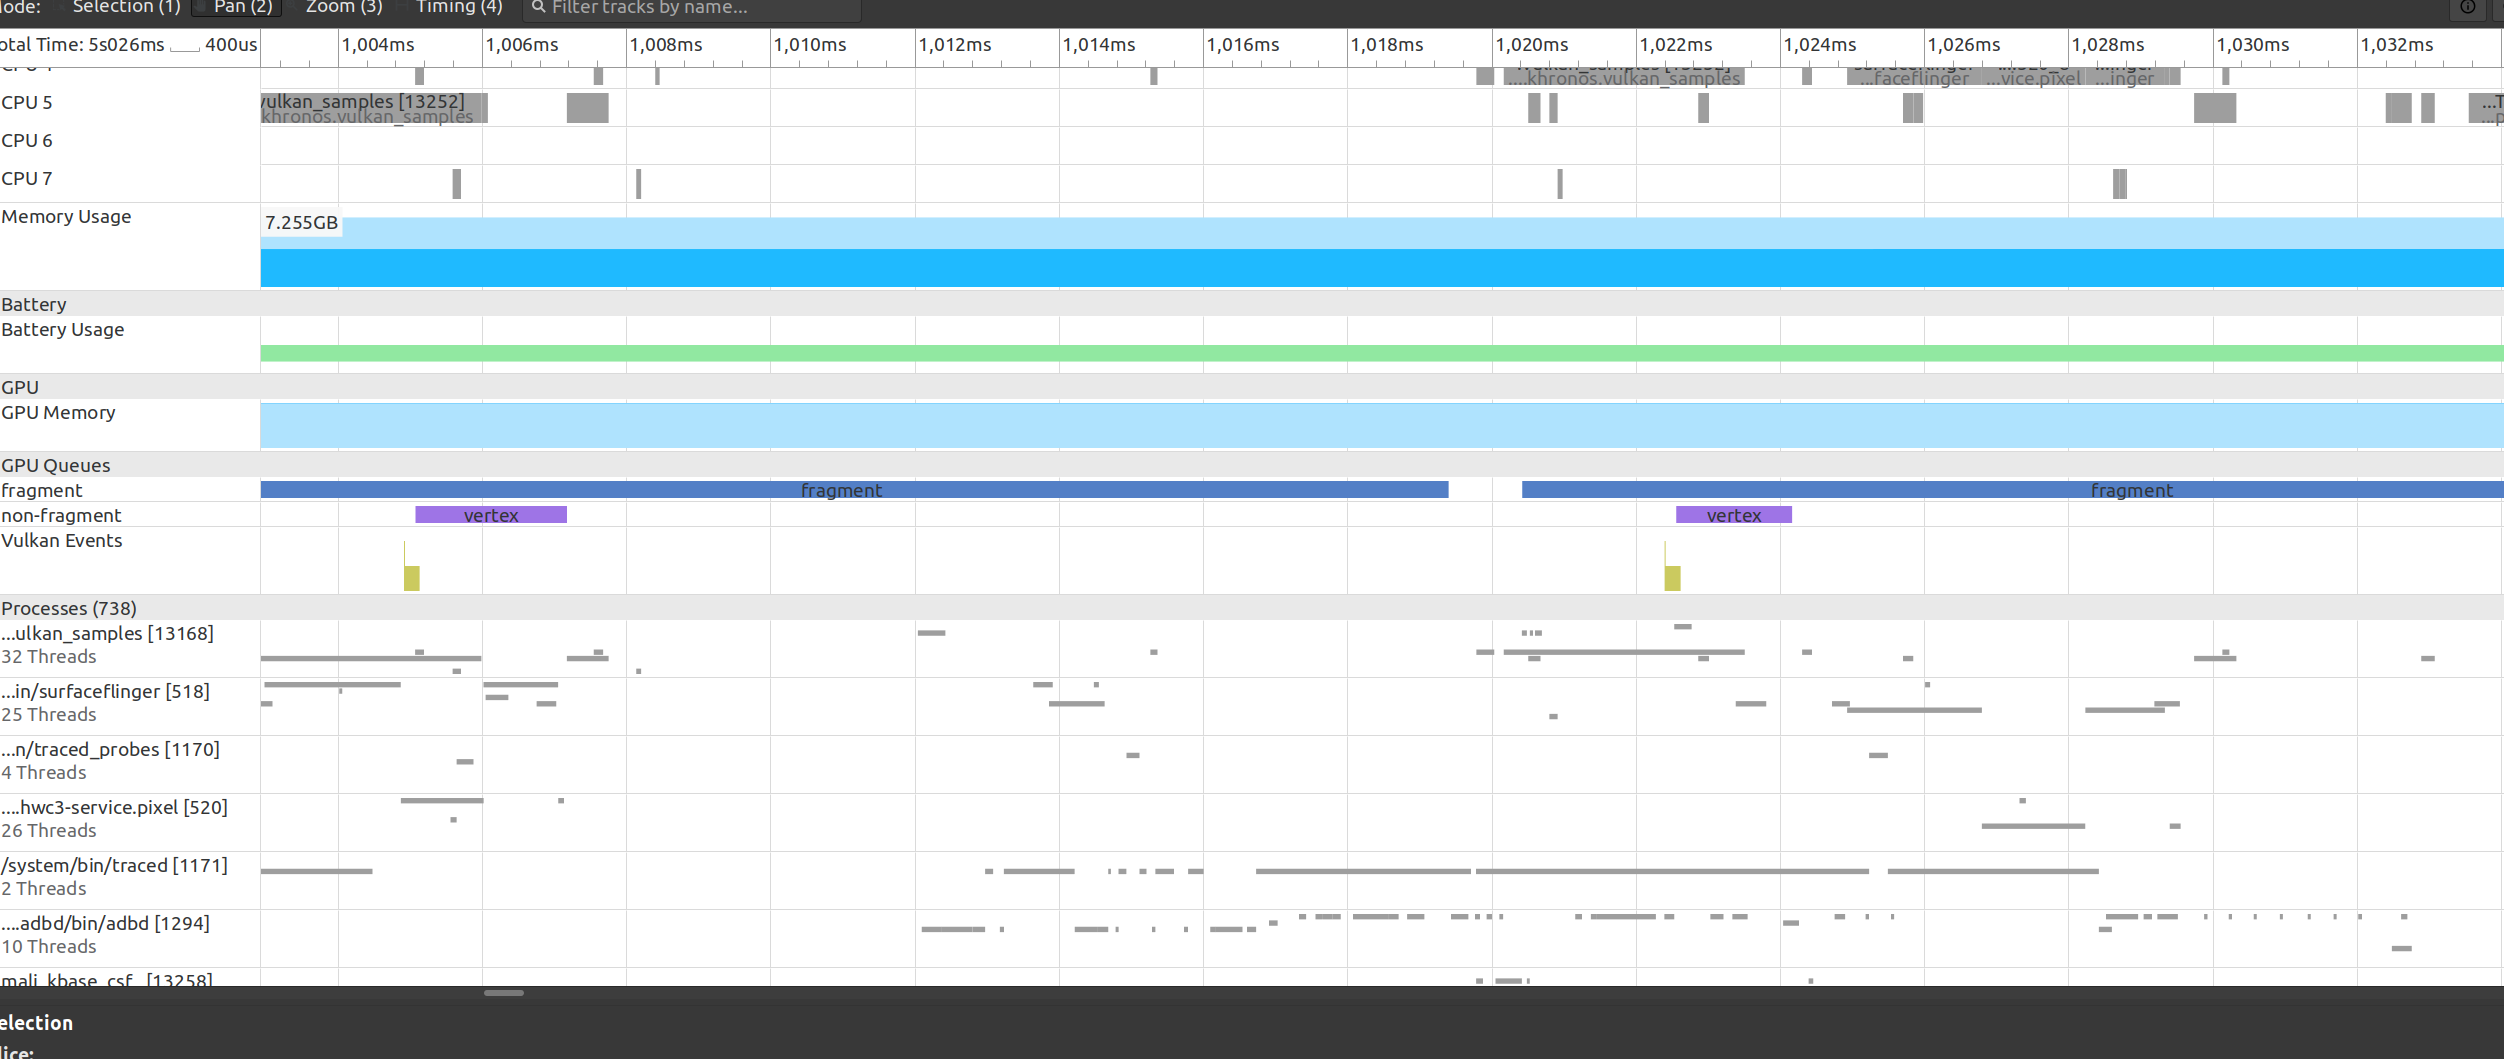 ode: Selection (1) Pan (2) Zoom (3) Timing (4) Filter tracks by name...
otal Time: 5s026ms 400us 1,004ms 1,006ms 1,008ms 1,010ms 1,012ms 1,014ms 1,016ms 1,018ms 1,020ms 1,022ms 1,024ms 1,026ms 1,028ms 1,030ms 1,032ms
....khronos.vulkan_samples ...faceflinger ...vice.pixel ...inger
CPU 5 vulkan_samples [13252]
khronos.vulkan_samples
CPU 6
CPU 7
Memory Usage
7.255GB
Battery
Battery Usage
GPU
GPU Memory
GPU Queues
fragment fragment fragment
non-fragment vertex vertex
Vulkan Events
Processes (738)
...ulkan_samples [13168]
32 Threads
...in/surfaceflinger [518]
25 Threads
...n/traced_probes [1170]
4 Threads
....hwc3-service.pixel [520]
26 Threads
/system/bin/traced [1171]
2 Threads
....adbd/bin/adbd [1294]
10 Threads
mali_kbase_csf_ [13258]
election
lice: